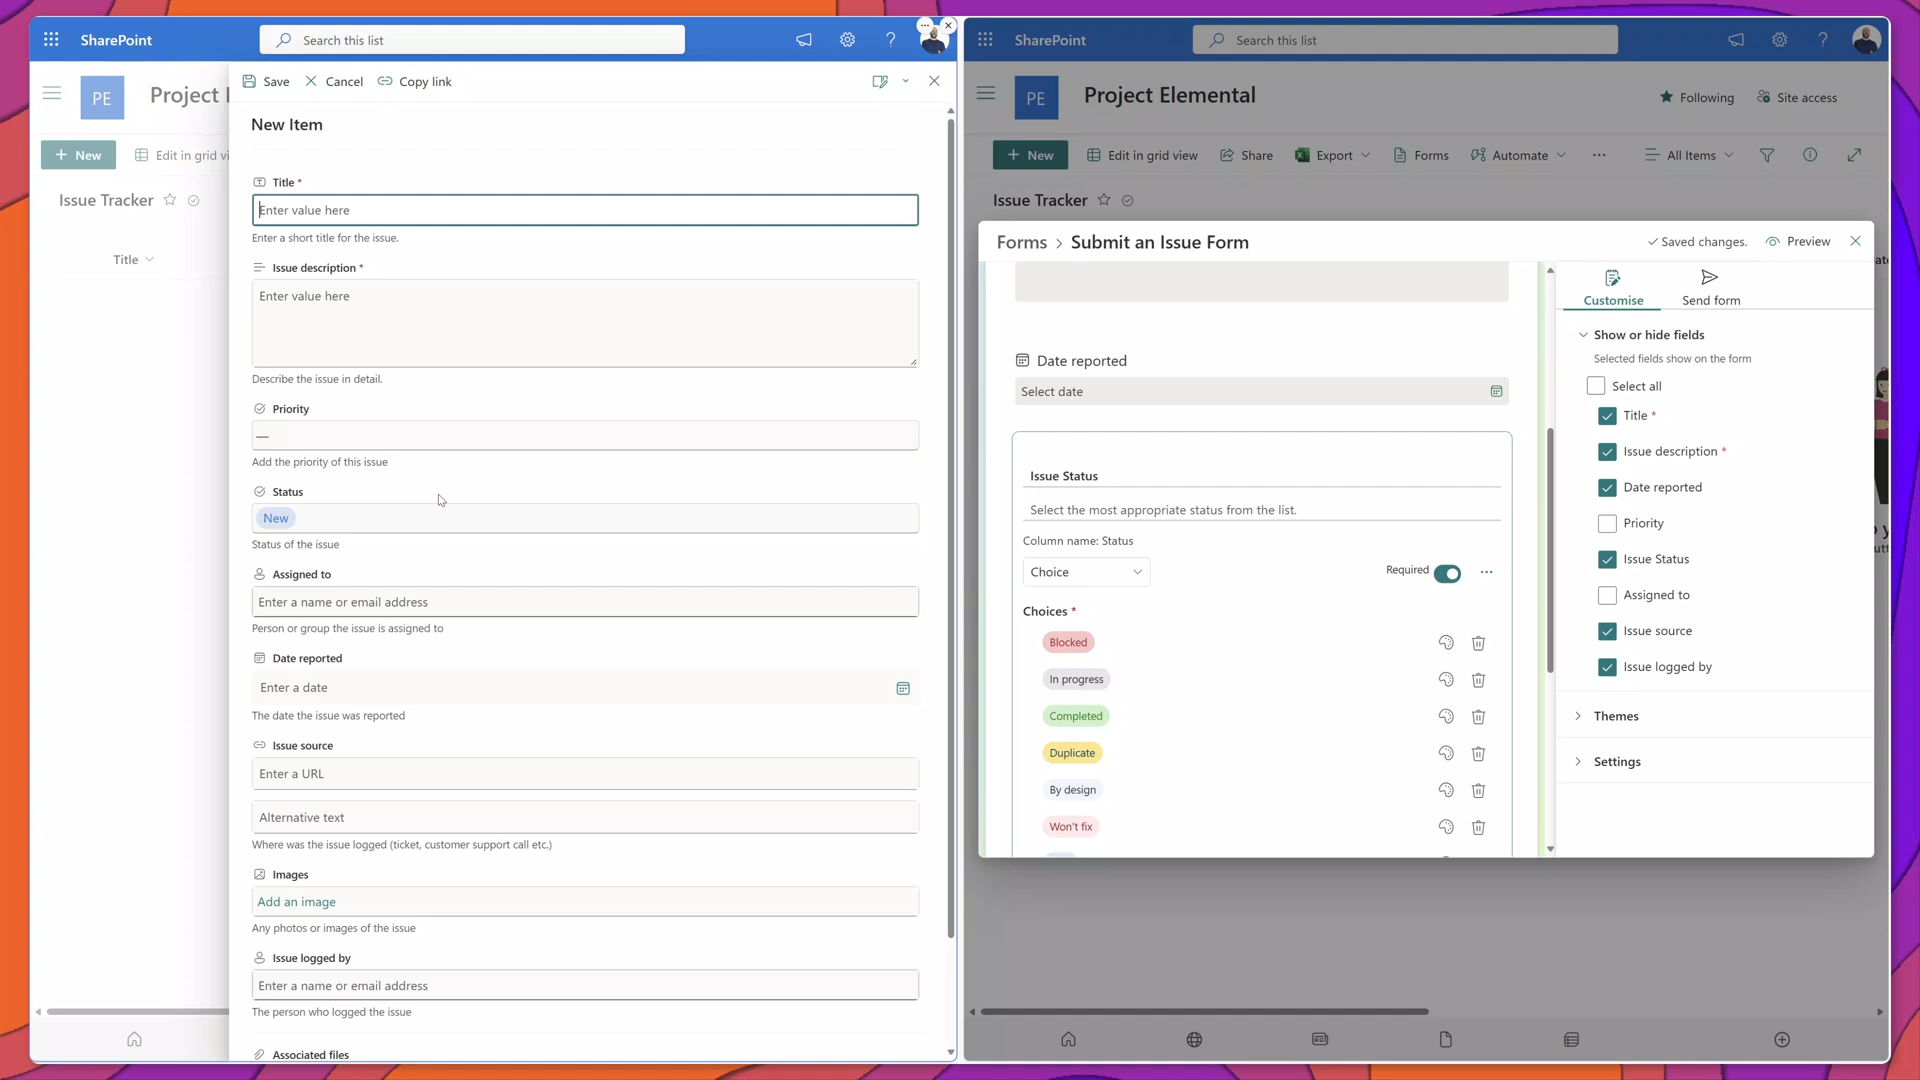 SharePoint
Search this list
Save
Cancel
Copy link
PE
Project
New
Edit in grid vi
Issue Tracker
Title
New Item
Title *
Enter value here
Enter a short title for the issue.
Issue description *
Enter value here
Describe the issue in detail.
Priority
—
Add the priority of this issue
Status
New
Status of the issue
Assigned to
Enter a name or email address
Person or group the issue is assigned to
Date reported
Enter a date
The date the issue was reported
Issue source
Enter a URL
Alternative text
Where was the issue logged (ticket, customer support call etc.)
Images
Add an image
Any photos or images of the issue
Issue logged by
Enter a name or email address
The person who logged the issue
Associated files
SharePoint
Search this list
PE
Project Elemental
Following
Site access
New
Edit in grid view
Share
Export
Forms
Automate
All Items
Issue Tracker
Forms > Submit an Issue Form
Saved changes.
Preview
Date reported
Select date
Issue Status
Select the most appropriate status from the list.
Column name: Status
Choice
Required
Choices *
Blocked
In progress
Completed
Duplicate
By design
Won't fix
Customise
Send form
Show or hide fields
Selected fields show on the form
Select all
Title *
Issue description *
Date reported
Priority
Issue Status
Assigned to
Issue source
Issue logged by
Themes
Settings